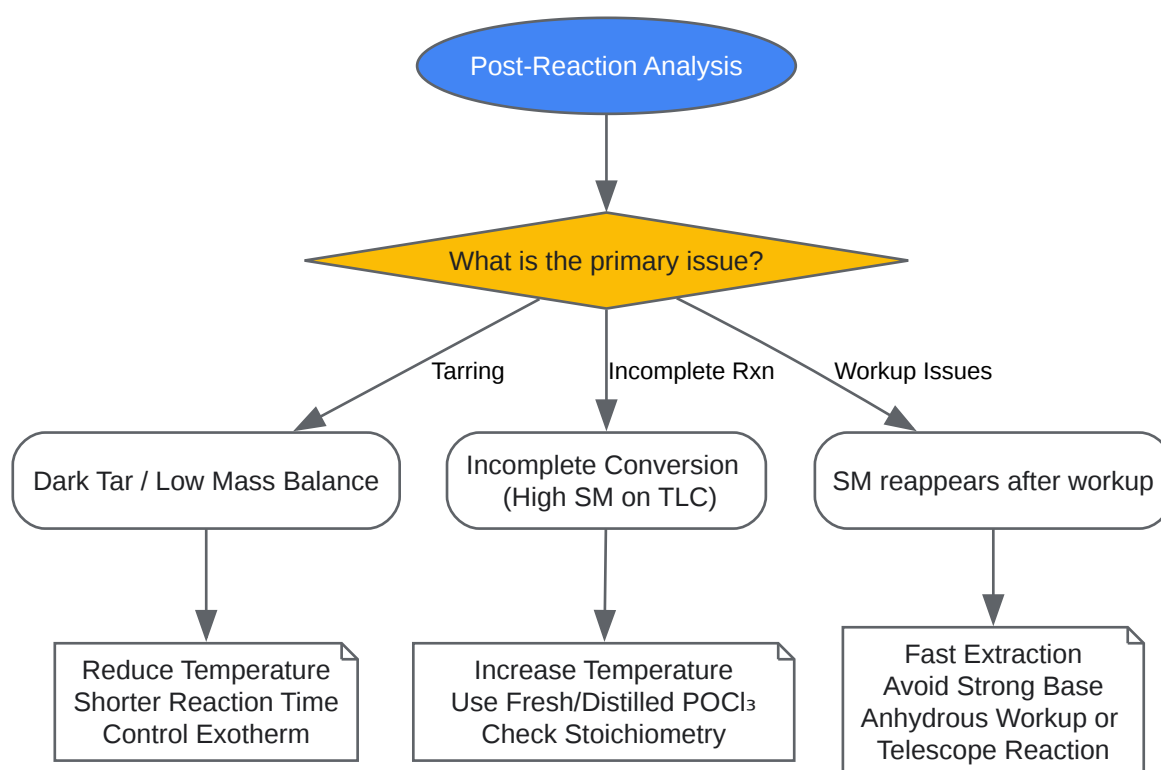 Post-Reaction Analysis
What is the primary issue?
Tarring
Incomplete Rxn
Workup Issues
Dark Tar / Low Mass Balance
Incomplete Conversion
(High SM on TLC)
SM reappears after workup
Reduce Temperature
Shorter Reaction Time
Control Exotherm
Increase Temperature
Use Fresh/Distilled POCl₃
Check Stoichiometry
Fast Extraction
Avoid Strong Base
Anhydrous Workup or
Telescope Reaction